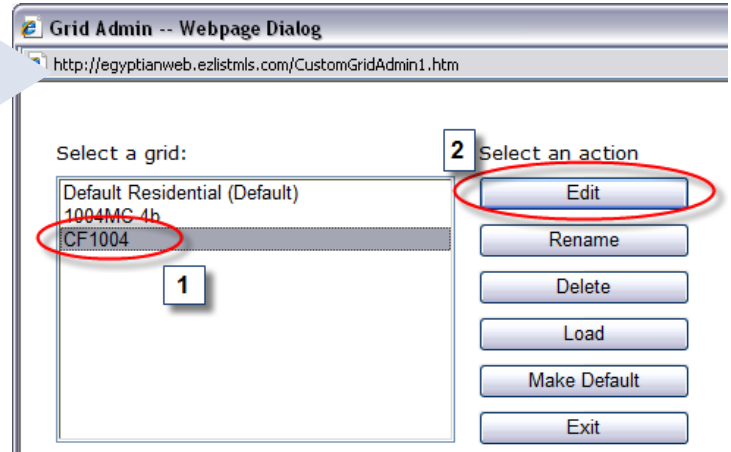 Grid Admin -- Webpage Dialog
http://egyptianweb.ezlistmls.com/CustomGridAdmin1.htm
Select a grid:
2 Select an action
Default Residential (Default)
Edit
1004MC 4b
CF1004
Rename
1
Delete
Load
Make Default
Exit